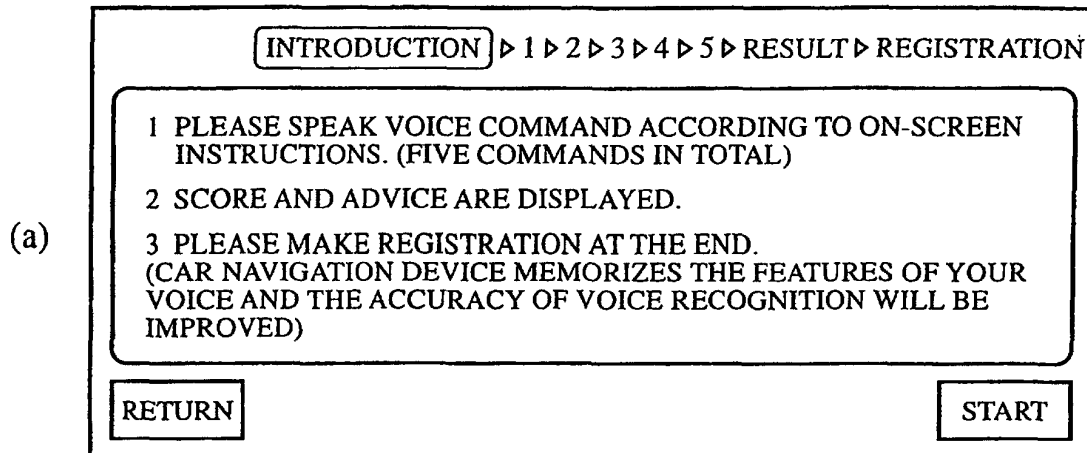 INTRODUCTION ▷ 1 ▷ 2 ▷ 3 ▷ 4 ▷ 5 ▷ RESULT ▷ REGISTRATION
1 PLEASE SPEAK VOICE COMMAND ACCORDING TO ON-SCREEN
INSTRUCTIONS. (FIVE COMMANDS IN TOTAL)
2 SCORE AND ADVICE ARE DISPLAYED.
(a)
3 PLEASE MAKE REGISTRATION AT THE END.
(CAR NAVIGATION DEVICE MEMORIZES THE FEATURES OF YOUR
VOICE AND THE ACCURACY OF VOICE RECOGNITION WILL BE
IMPROVED)
RETURN
START